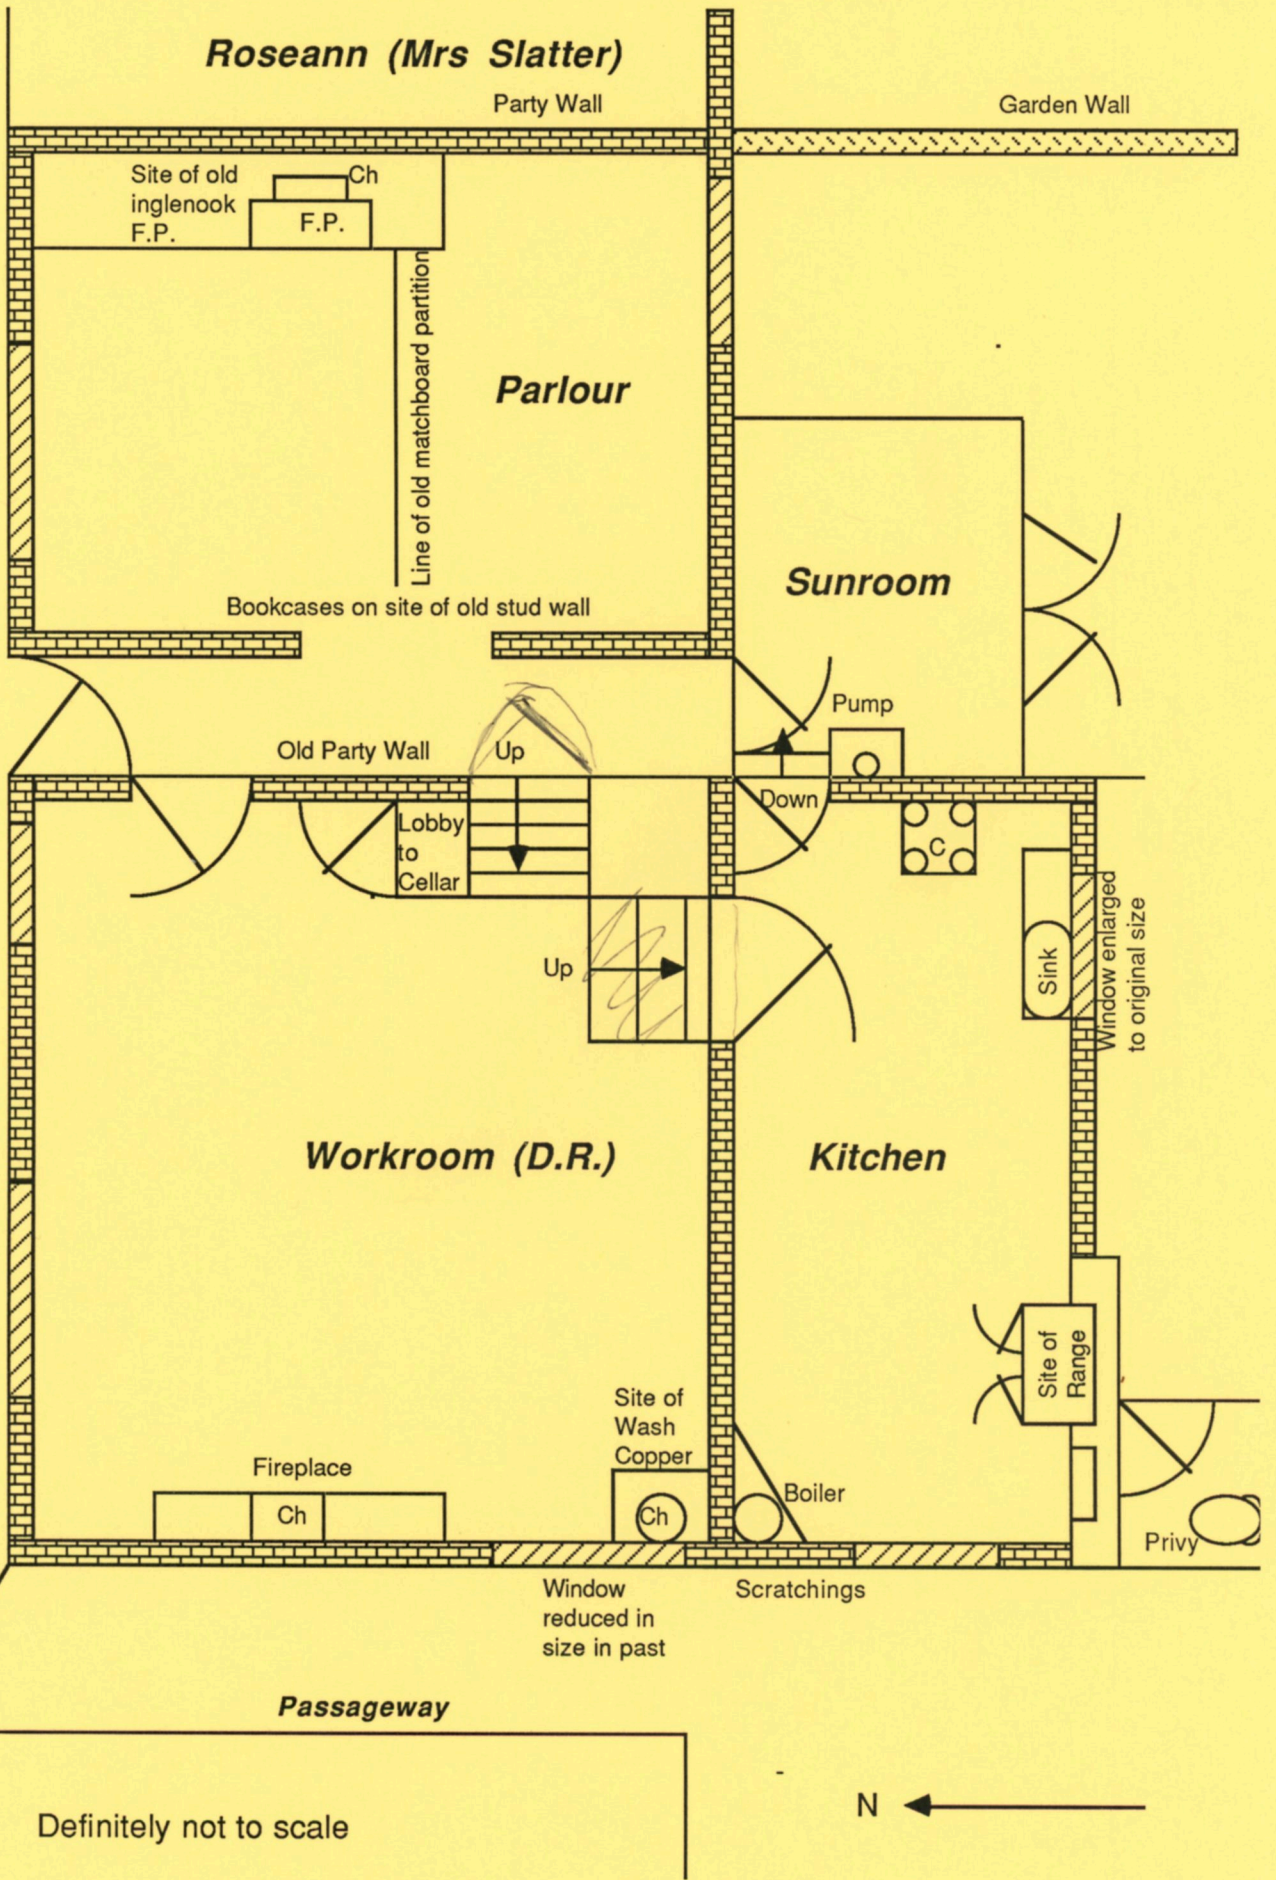 Roseann (Mrs Slatter)
Party Wall
Garden Wall
Site of old
inglenook
F.P.
Ch
F.P.
Line of old matchboard partition
Parlour
Sunroom
Bookcases on site of old stud wall
Pump
Old Party Wall
Up
Down
Lobby
to
Cellar
C
Sink
Window enlarged
to original size
Up
Workroom (D.R.)
Kitchen
Site of
Range
Site of
Wash
Copper
Fireplace
Ch
Ch
Boiler
Privy
Window
reduced in
size in past
Scratchings
Passageway
N
Definitely not to scale